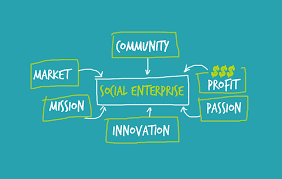 COMMUNITY
MARKET
$$$
PROFIT
SOCIAL ENTERPRISE
MISSION
PASSION
INNOVATION